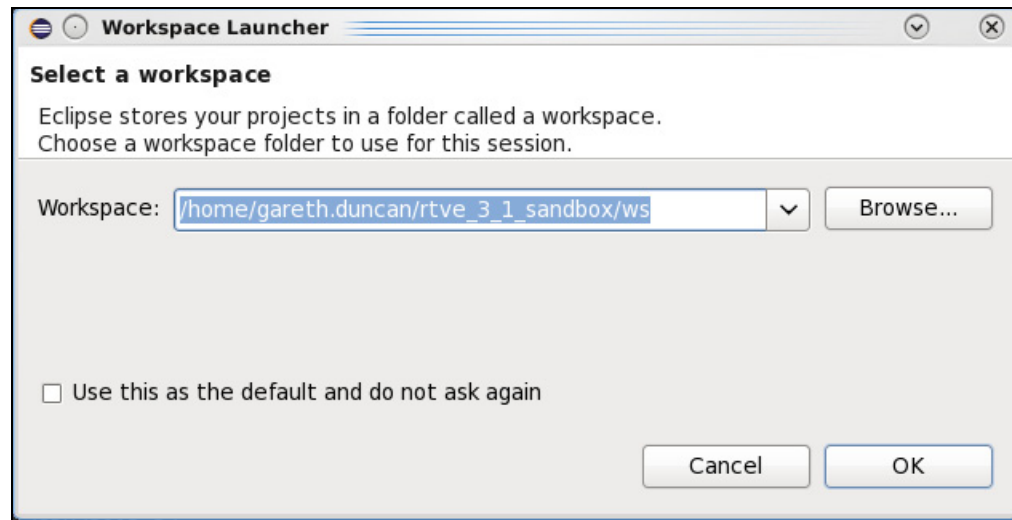 Workspace Launcher
Select a workspace
Eclipse stores your projects in a folder called a workspace.
Choose a workspace folder to use for this session.
Workspace: /home/gareth.duncan/rtve_3_1_sandbox/ws Browse...
Use this as the default and do not ask again
Cancel OK